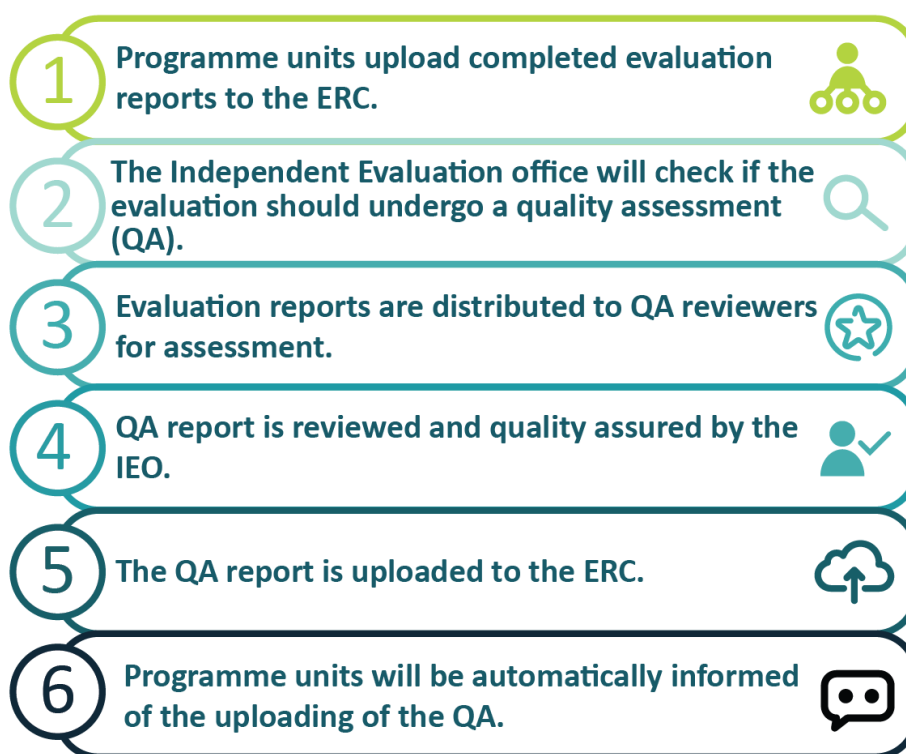 1
Programme units upload completed evaluation
reports to the ERC.
2
The Independent Evaluation office will check if the
evaluation should undergo a quality assessment
(QA).
3
Evaluation reports are distributed to QA reviewers
for assessment.
4
QA report is reviewed and quality assured by the
IEO.
5
The QA report is uploaded to the ERC.
6
Programme units will be automatically informed
of the uploading of the QA.